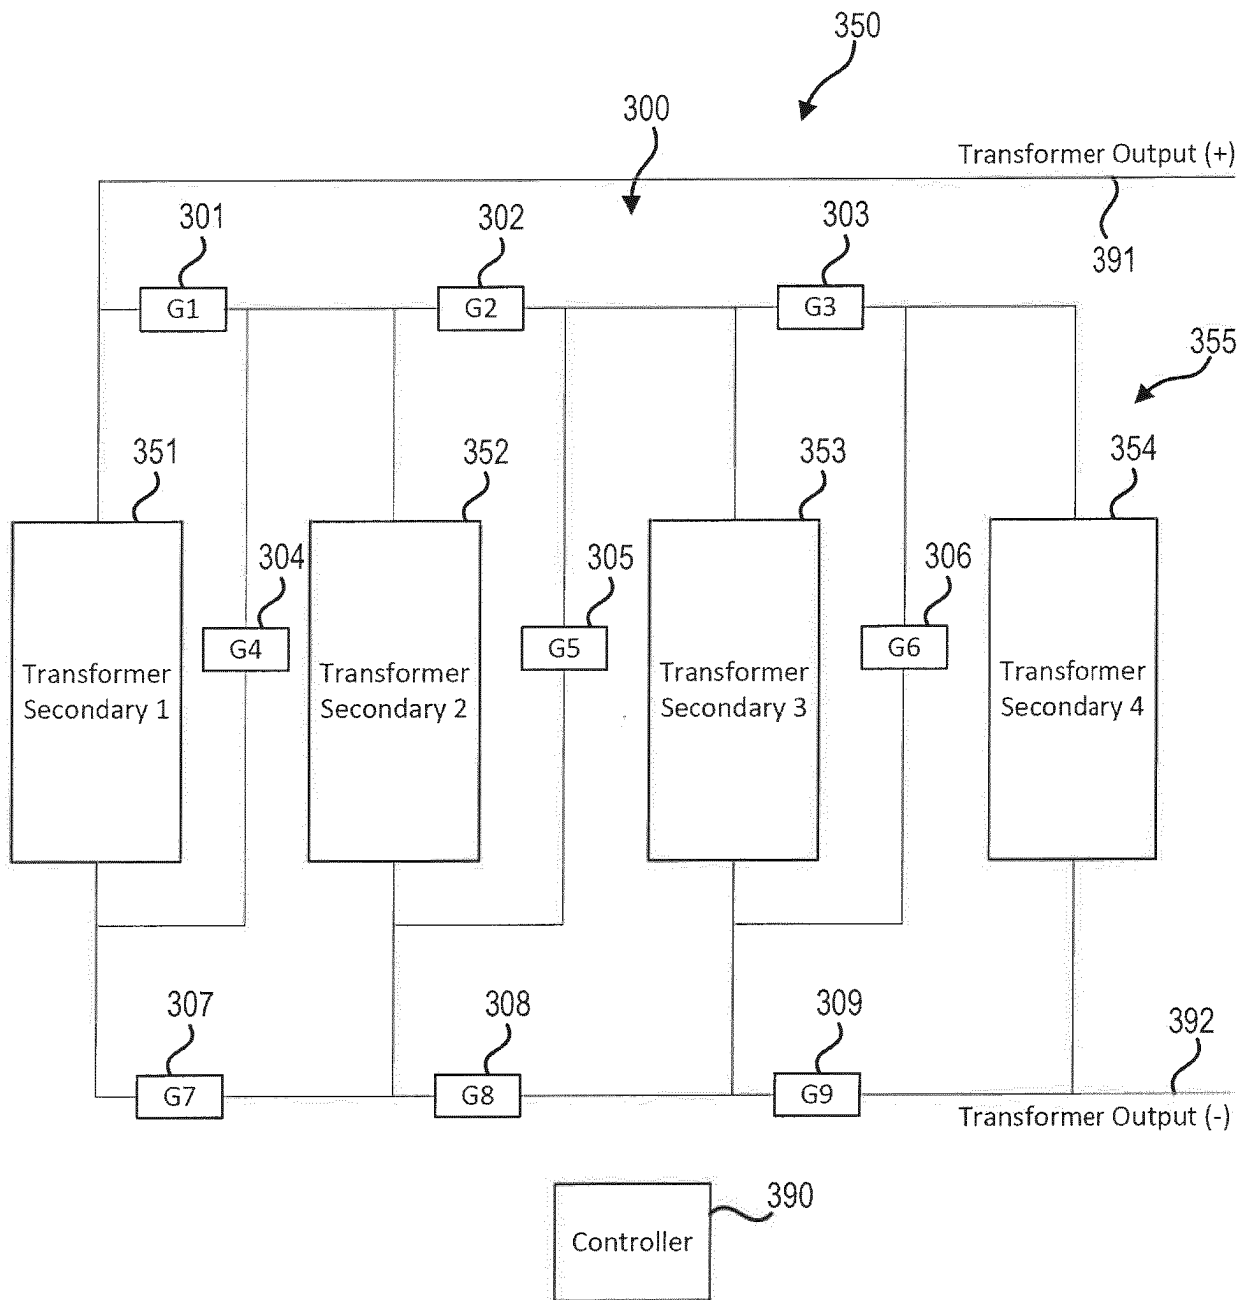 350
300
Transformer Output (+)
301
302
303
391
G1
G2
G3
355
351
352
353
354
304
305
306
G4
G5
G6
Transformer
Secondary 1
Transformer
Secondary 2
Transformer
Secondary 3
Transformer
Secondary 4
307
308
309
392
G7
G8
G9
Transformer Output (-)
390
Controller